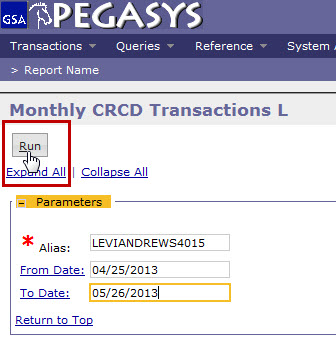 GSA PEGASYS
Transactions Queries Reference System
> Report Name
Monthly CRCD Transactions L
Run
Expand All | Collapse All
– Parameters
* Alias: LEVIANDREWS4015
From Date: 04/25/2013
To Date: 05/26/2013
Return to Top